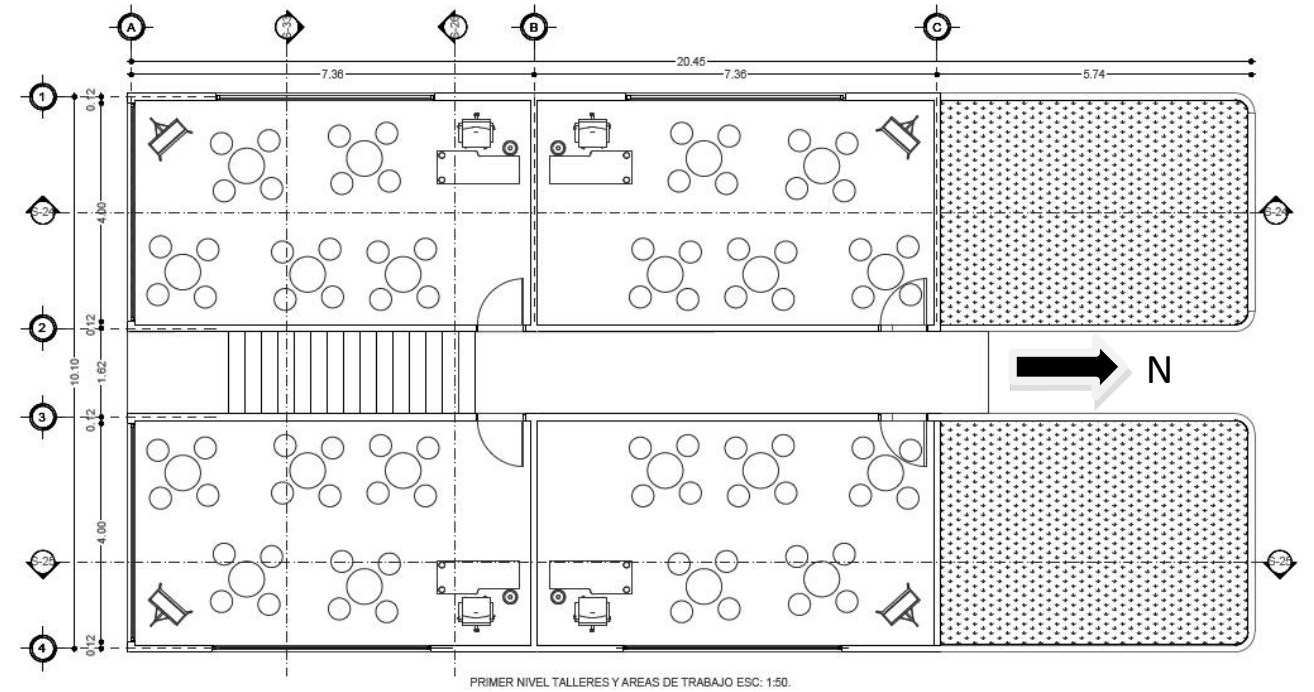 A
S-33
S-26
B
C
20.45
7.36
7.36
5.74
1
0.12
S-24
4.00
S-24
2
0.12
10.10
1.62
N
3
0.12
4.00
S-25
S-25
4
0.12
PRIMER NIVEL TALLERES Y AREAS DE TRABAJO ESC: 1:50.